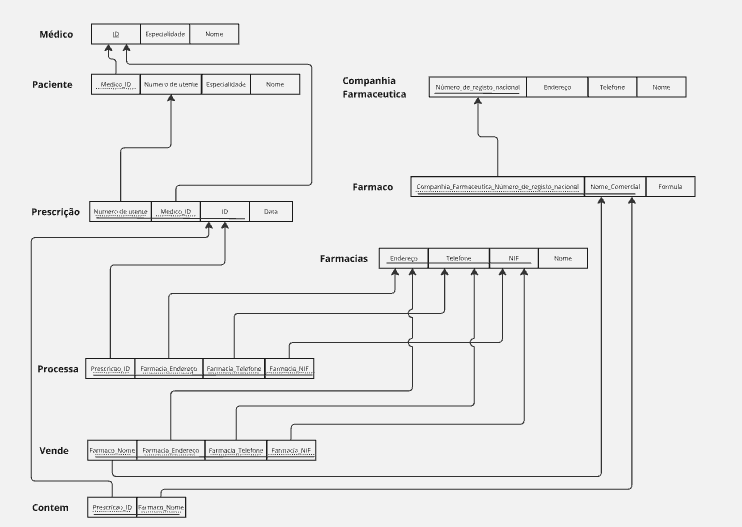 Médico
ID Especialidade Nome
Paciente
Medico_ID Numero de utente Especialidade Nome
Companhia
Farmaceutica
Número_de_registo_nacional Endereço Telefone Nome
Farmaco
Companhia_Farmaceutica_Número_de_registo_nacional Nome_Comercial Formula
Prescrição
Numero de utente Medico_ID ID Data
Farmacias
Endereço Telefone NIF Nome
Processa
Prescricao_ID Farmacia_Endereço Farmacia_Telefone Farmacia_NIF
Vende
Farmaco_Nome Farmacia_Endereco Farmacia_Telefone Farmacia_NIF
Contem
Prescricao_ID Farmaco_Nome